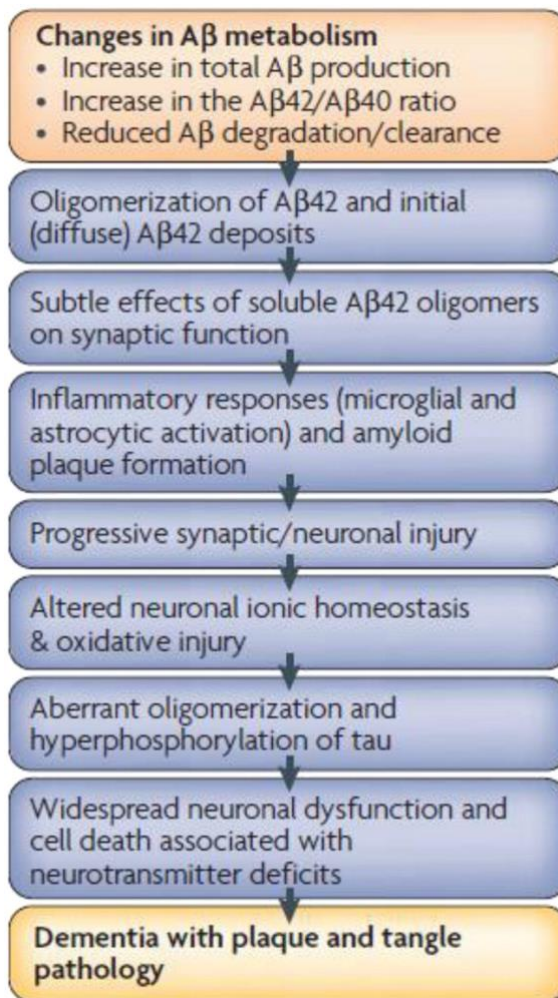 Changes in Aβ metabolism
• Increase in total Aβ production
• Increase in the Aβ42/Aβ40 ratio
• Reduced Aβ degradation/clearance
Oligomerization of Aβ42 and initial
(diffuse) Aβ42 deposits
Subtle effects of soluble Aβ42 oligomers
on synaptic function
Inflammatory responses (microglial and
astrocytic activation) and amyloid
plaque formation
Progressive synaptic/neuronal injury
Altered neuronal ionic homeostasis
& oxidative injury
Aberrant oligomerization and
hyperphosphorylation of tau
Widespread neuronal dysfunction and
cell death associated with
neurotransmitter deficits
Dementia with plaque and tangle
pathology